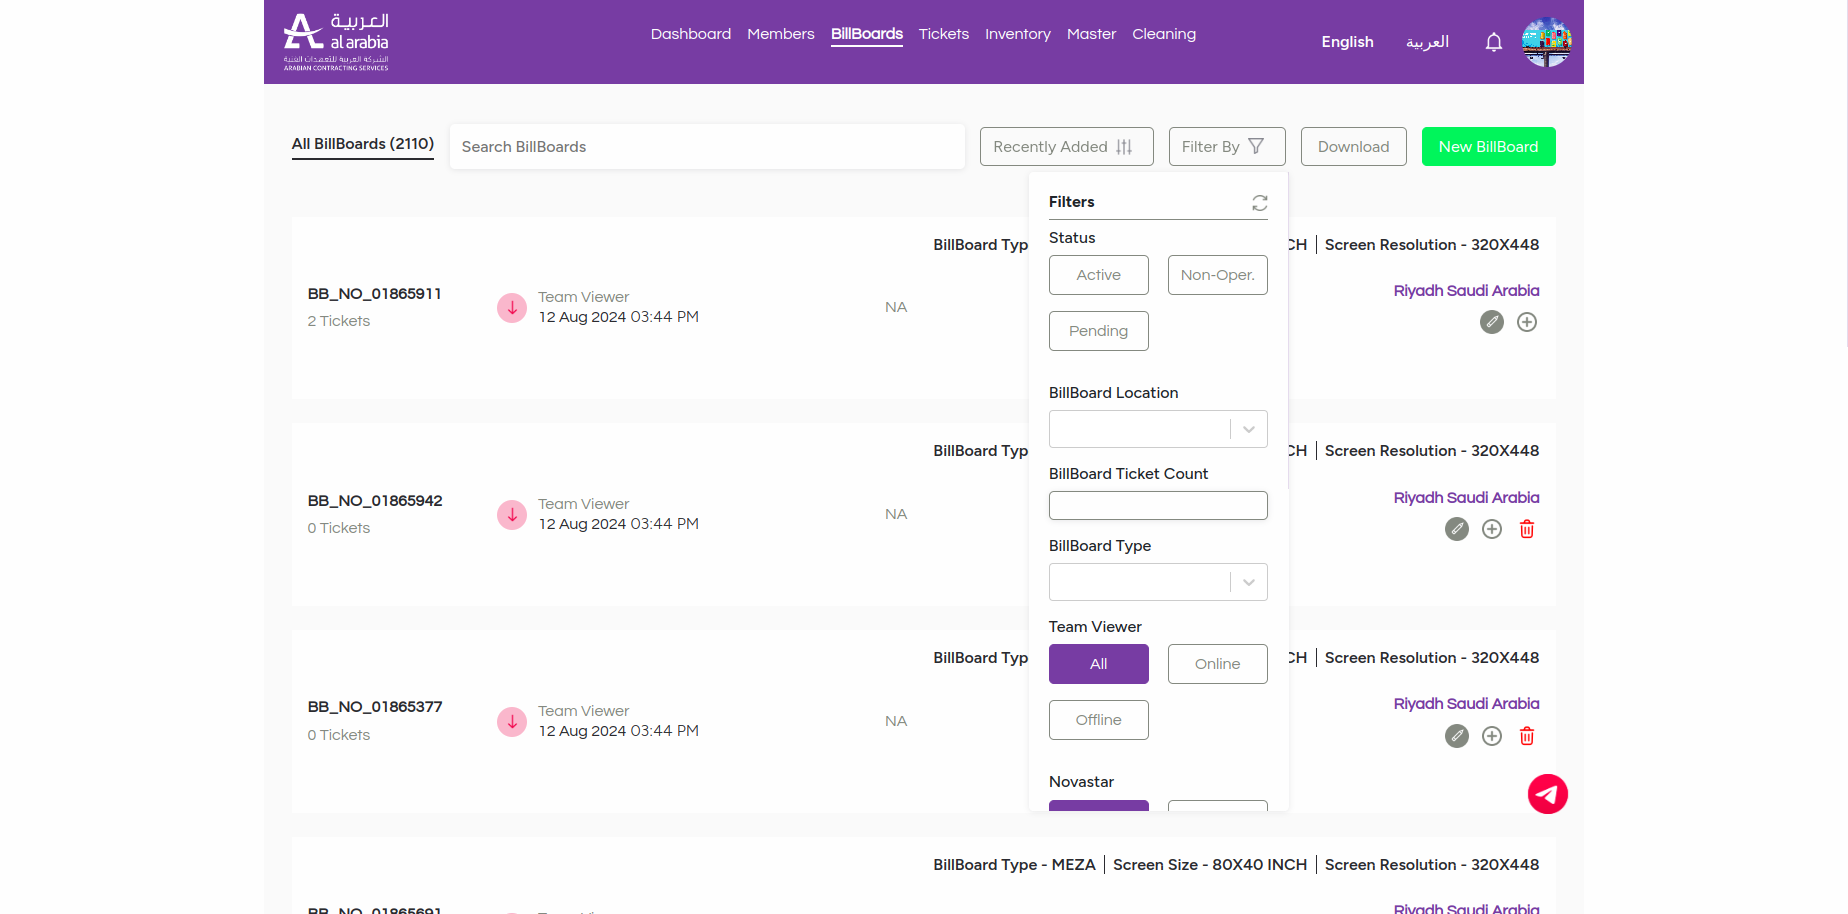 العربية
al arabia
الشركة العربية للتعهدات الفنية
ARABIAN CONTRACTING SERVICES
Dashboard Members BillBoards Tickets Inventory Master Cleaning
English العربية
All BillBoards (2110) Search BillBoards Recently Added Filter By Download New BillBoard
Filters
Status
Active Non-Oper.
Pending
BillBoard Location
BillBoard Ticket Count
BillBoard Type
Team Viewer
All Online
Offline
Novastar
BillBoard Typ CH Screen Resolution - 320X448
BB_NO_01865911
2 Tickets
Team Viewer
12 Aug 2024 03:44 PM
NA
Riyadh Saudi Arabia
BillBoard Typ CH Screen Resolution - 320X448
BB_NO_01865942
0 Tickets
Team Viewer
12 Aug 2024 03:44 PM
NA
Riyadh Saudi Arabia
BillBoard Typ CH Screen Resolution - 320X448
BB_NO_01865377
0 Tickets
Team Viewer
12 Aug 2024 03:44 PM
NA
Riyadh Saudi Arabia
BillBoard Type - MEZA Screen Size - 80X40 INCH Screen Resolution - 320X448
BB_NO_01865691
Riyadh Saudi Arabia